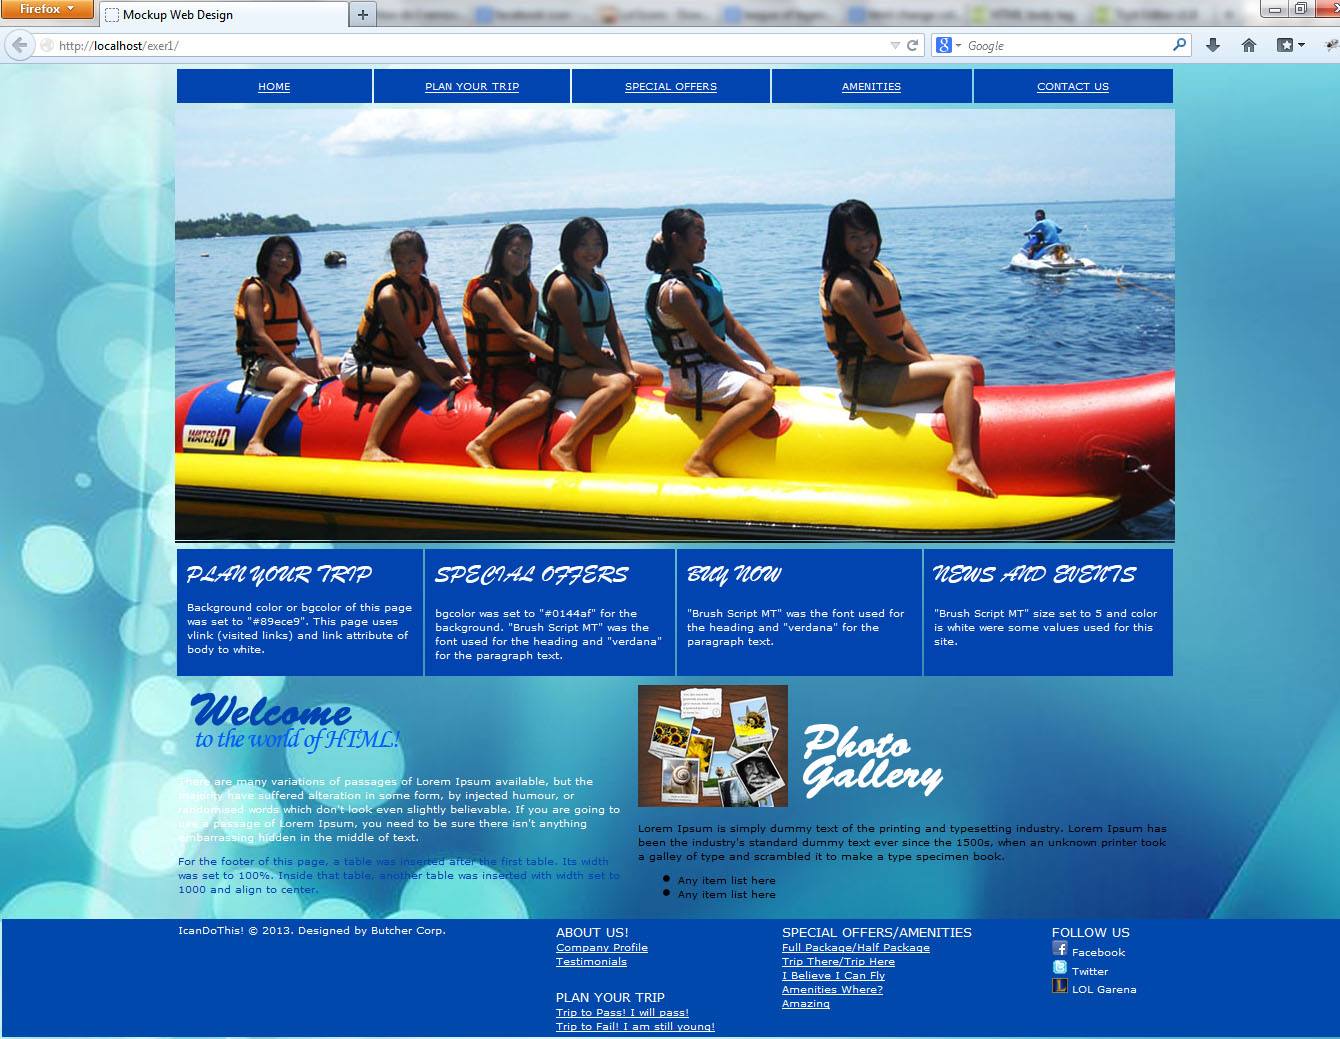 Firefox
Mockup Web Design
http://localhost/exer1/
Google
HOME
PLAN YOUR TRIP
SPECIAL OFFERS
AMENITIES
CONTACT US
WATER ID
PLAN YOUR TRIP
Background color or bgcolor of this page
was set to "#89ece9". This page uses
vlink (visited links) and link attribute of
body to white.
SPECIAL OFFERS
bgcolor was set to "#0144af" for the
background. "Brush Script MT" was the
font used for the heading and "verdana"
for the paragraph text.
BUY NOW
"Brush Script MT" was the font used for
the heading and "verdana" for the
paragraph text.
NEWS AND EVENTS
"Brush Script MT" size set to 5 and color
is white were some values used for this
site.
Welcome
to the world of HTML!
There are many variations of passages of Lorem Ipsum available, but the
majority have suffered alteration in some form, by injected humour, or
randomised words which don't look even slightly believable. If you are going to
use a passage of Lorem Ipsum, you need to be sure there isn't anything
embarrassing hidden in the middle of text.
For the footer of this page, a table was inserted after the first table. Its width
was set to 100%. Inside that table, another table was inserted with width set to
1000 and align to center.
Photo
Gallery
Lorem Ipsum is simply dummy text of the printing and typesetting industry. Lorem Ipsum has
been the industry's standard dummy text ever since the 1500s, when an unknown printer took
a galley of type and scrambled it to make a type specimen book.
Any item list here
Any item list here
IcanDoThis! © 2013. Designed by Butcher Corp.
ABOUT US!
Company Profile
Testimonials
PLAN YOUR TRIP
Trip to Pass! I will pass!
Trip to Fail! I am still young!
SPECIAL OFFERS/AMENITIES
Full Package/Half Package
Trip There/Trip Here
I Believe I Can Fly
Amenities Where?
Amazing
FOLLOW US
Facebook
Twitter
LOL Garena